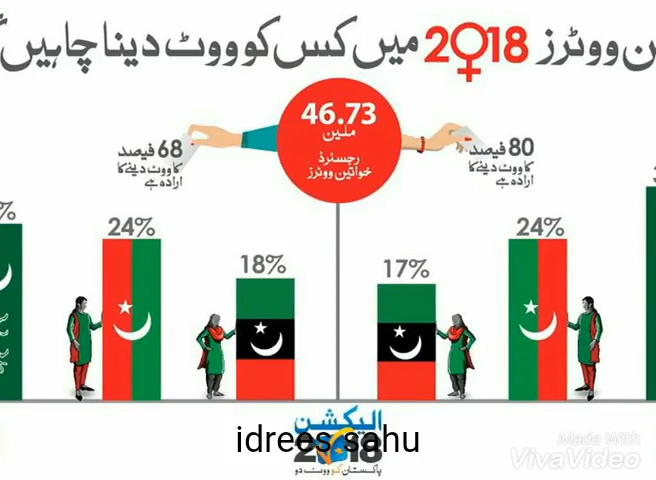 ن ووٹرز 2018 میں کس کو ووٹ دینا چاہیں
46.73
ملین
رجسٹرڈ
خواتین ووٹرز
80 فیصد
کا ووٹ دینے کا
ارادہ ہے
68 فیصد
کا ووٹ دینے کا
ارادہ ہے
24%
18%
17%
24%
الیکشن
2018
پاکستان کو ووٹ دو
idrees sahu
Made With
VivaVideo